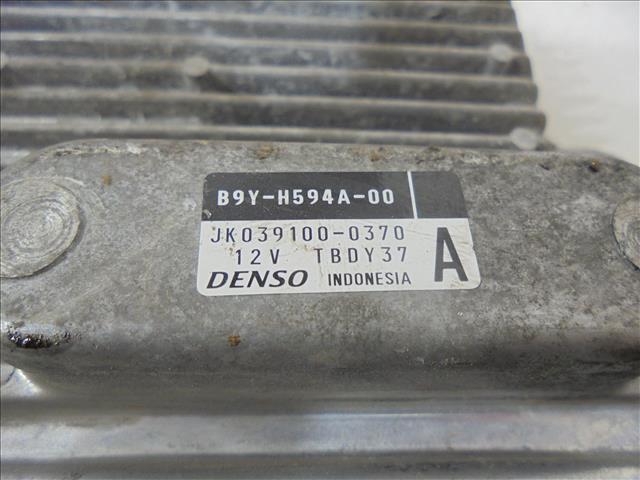 B9Y-H594A-00
JK039100-0370
12V TBDY37
A
DENSO INDONESIA